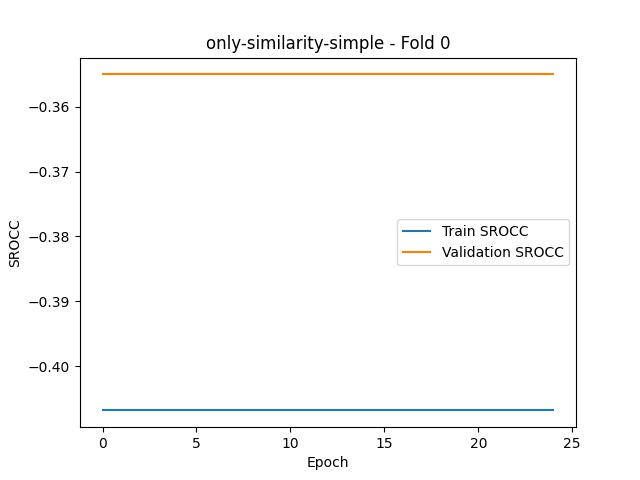 only-similarity-simple - Fold 0
SROCC
−0.36
−0.37
−0.38
−0.39
−0.40
Train SROCC
Validation SROCC
0 5 10 15 20 25
Epoch